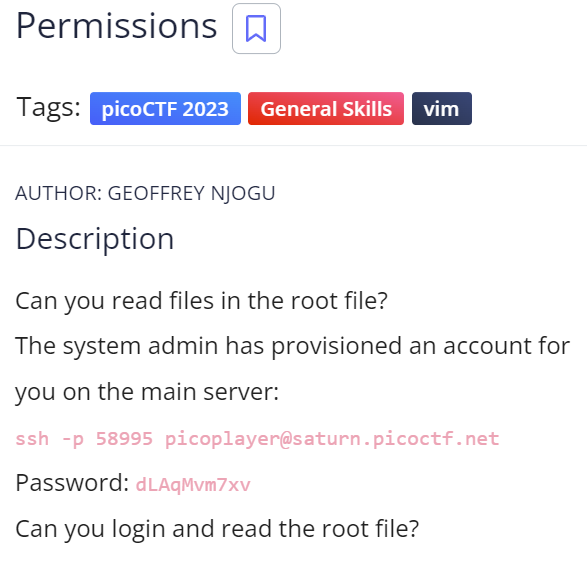 Permissions
Tags: picoCTF 2023 General Skills vim
AUTHOR: GEOFFREY NJOGU
Description
Can you read files in the root file?
The system admin has provisioned an account for
you on the main server:
ssh -p 58995 picoplayer@saturn.picoctf.net
Password: dLAqMvm7xv
Can you login and read the root file?